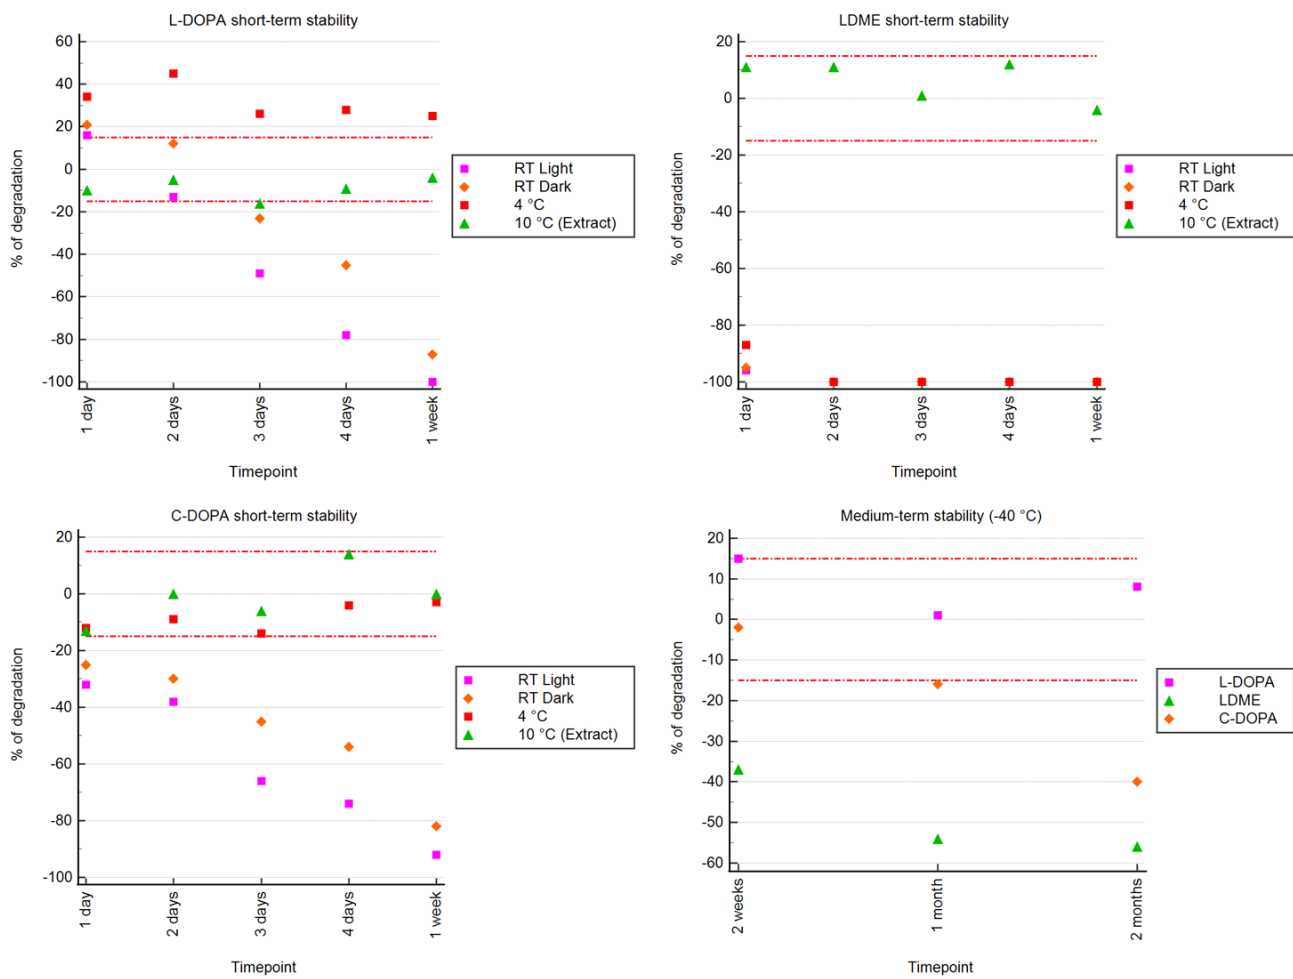 L-DOPA short-term stability
60
40
20
0
-20
-40
-60
-80
-100
% of degradation
1 day
2 days
3 days
4 days
1 week
Timepoint
RT Light
RT Dark
4 °C
10 °C (Extract)
LDME short-term stability
20
0
-20
-40
-60
-80
-100
% of degradation
1 day
2 days
3 days
4 days
1 week
Timepoint
RT Light
RT Dark
4 °C
10 °C (Extract)
C-DOPA short-term stability
20
0
-20
-40
-60
-80
-100
% of degradation
1 day
2 days
3 days
4 days
1 week
Timepoint
RT Light
RT Dark
4 °C
10 °C (Extract)
Medium-term stability (-40 °C)
20
10
0
-10
-20
-30
-40
-50
-60
% of degradation
2 weeks
1 month
2 months
Timepoint
L-DOPA
LDME
C-DOPA